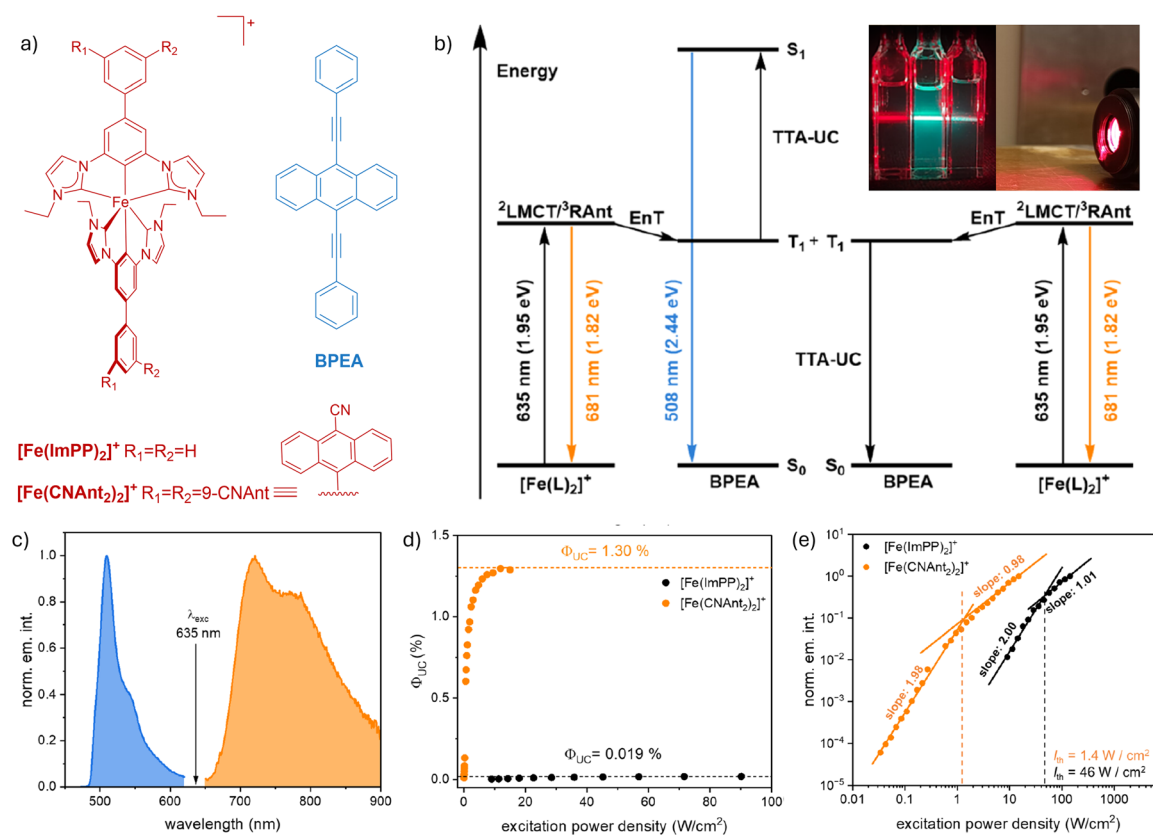 a)
]+
R1
R2
N
N
N
N
Fe
N
N
N
N
R1
R2
BPEA
CN
[Fe(ImPP)2]+ R1=R2=H
[Fe(CNAnt2)2]+ R1=R2=9-CNAnt ≡
b)
Energy
S1
TTA-UC
2LMCT/3RAnt
EnT
T1 + T1
EnT
2LMCT/3RAnt
635 nm (1.95 eV)
681 nm (1.82 eV)
508 nm (2.44 eV)
TTA-UC
635 nm (1.95 eV)
681 nm (1.82 eV)
[Fe(L)2]+
BPEA
S0
S0
BPEA
[Fe(L)2]+
c)
norm. em. int.
1.0
0.8
0.6
0.4
0.2
0.0
λexc
635 nm
500
600
700
800
900
wavelength (nm)
d)
ΦUC (%)
1.5
1.0
0.5
0.0
ΦUC= 1.30 %
[Fe(ImPP)2]+
[Fe(CNAnt2)2]+
ΦUC= 0.019 %
0
20
40
60
80
100
excitation power density (W/cm2)
(e)
norm. em. int.
10^1
10^0
10^-1
10^-2
10^-3
10^-4
10^-5
[Fe(ImPP)2]+
[Fe(CNAnt2)2]+
slope: 0.98
slope: 1.01
slope: 2.00
slope: 1.98
Ith = 1.4 W / cm2
Ith = 46 W / cm2
0.01
0.1
1
10
100
1000
excitation power density (W/cm2)